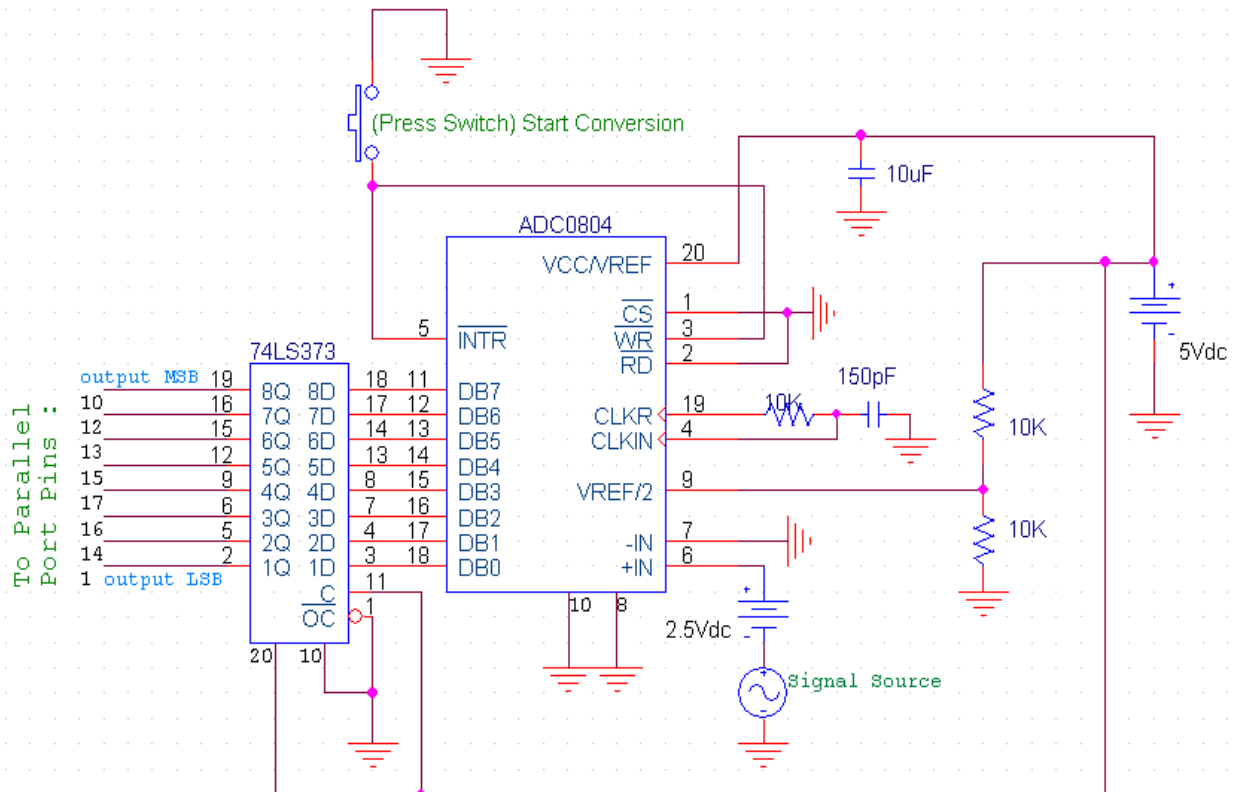 (Press Switch) Start Conversion
10uF
ADC0804
VCC/VREF 20
CS 1
5 INTR
WR 3
RD 2
5Vdc
74LS373
150pF
output MSB 19 8Q 8D 18 11 DB7
10 16 7Q 7D 17 12 DB6
CLKR 19 10K
12 15 6Q 6D 14 13 DB5
CLKIN 4
10K
13 12 5Q 5D 13 14 DB4
15 9 4Q 4D 8 15 DB3
VREF/2 9
17 6 3Q 3D 7 16 DB2
16 5 2Q 2D 4 17 DB1
-IN 7
10K
14 2 1Q 1D 3 18 DB0
+IN 6
1 output LSB
To Parallel
Port Pins :
C 11
OC 1
10 8
2.5Vdc
+
-
20 10
Signal Source
+
-
+
-